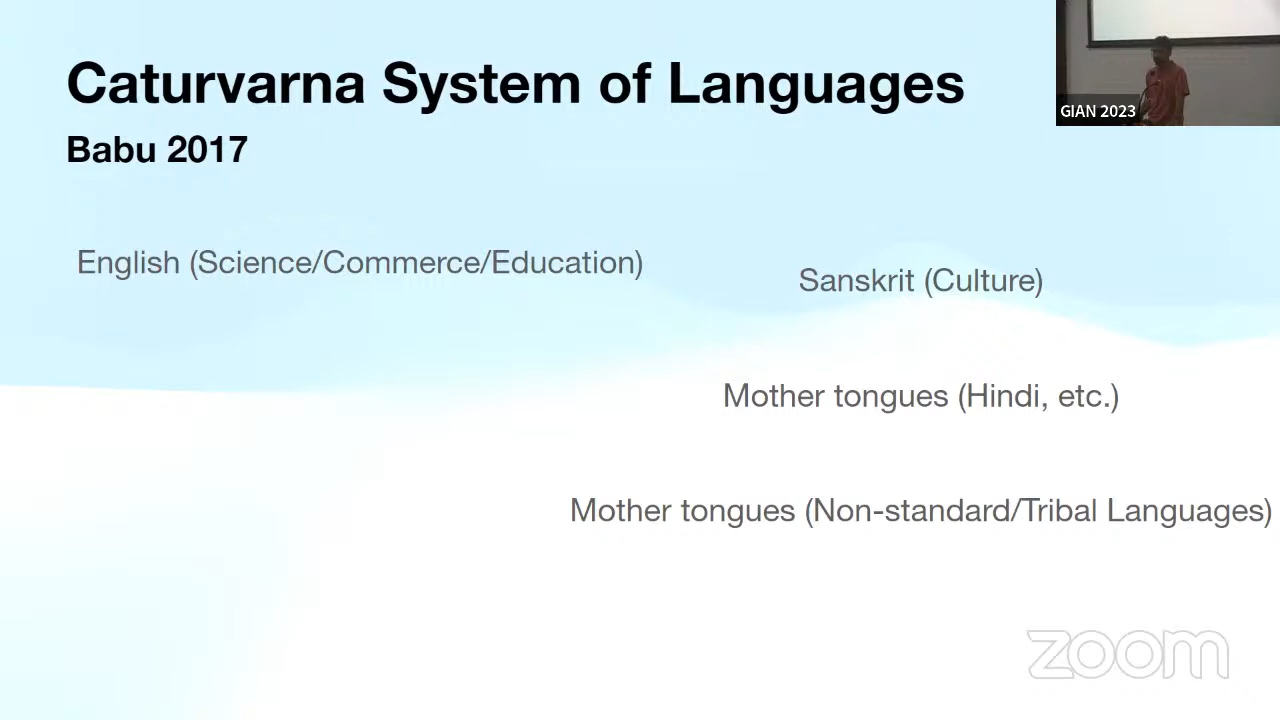 Caturvarna System of Languages
Babu 2017
GIAN 2023
English (Science/Commerce/Education)
Sanskrit (Culture)
Mother tongues (Hindi, etc.)
Mother tongues (Non-standard/Tribal Languages)
zoom